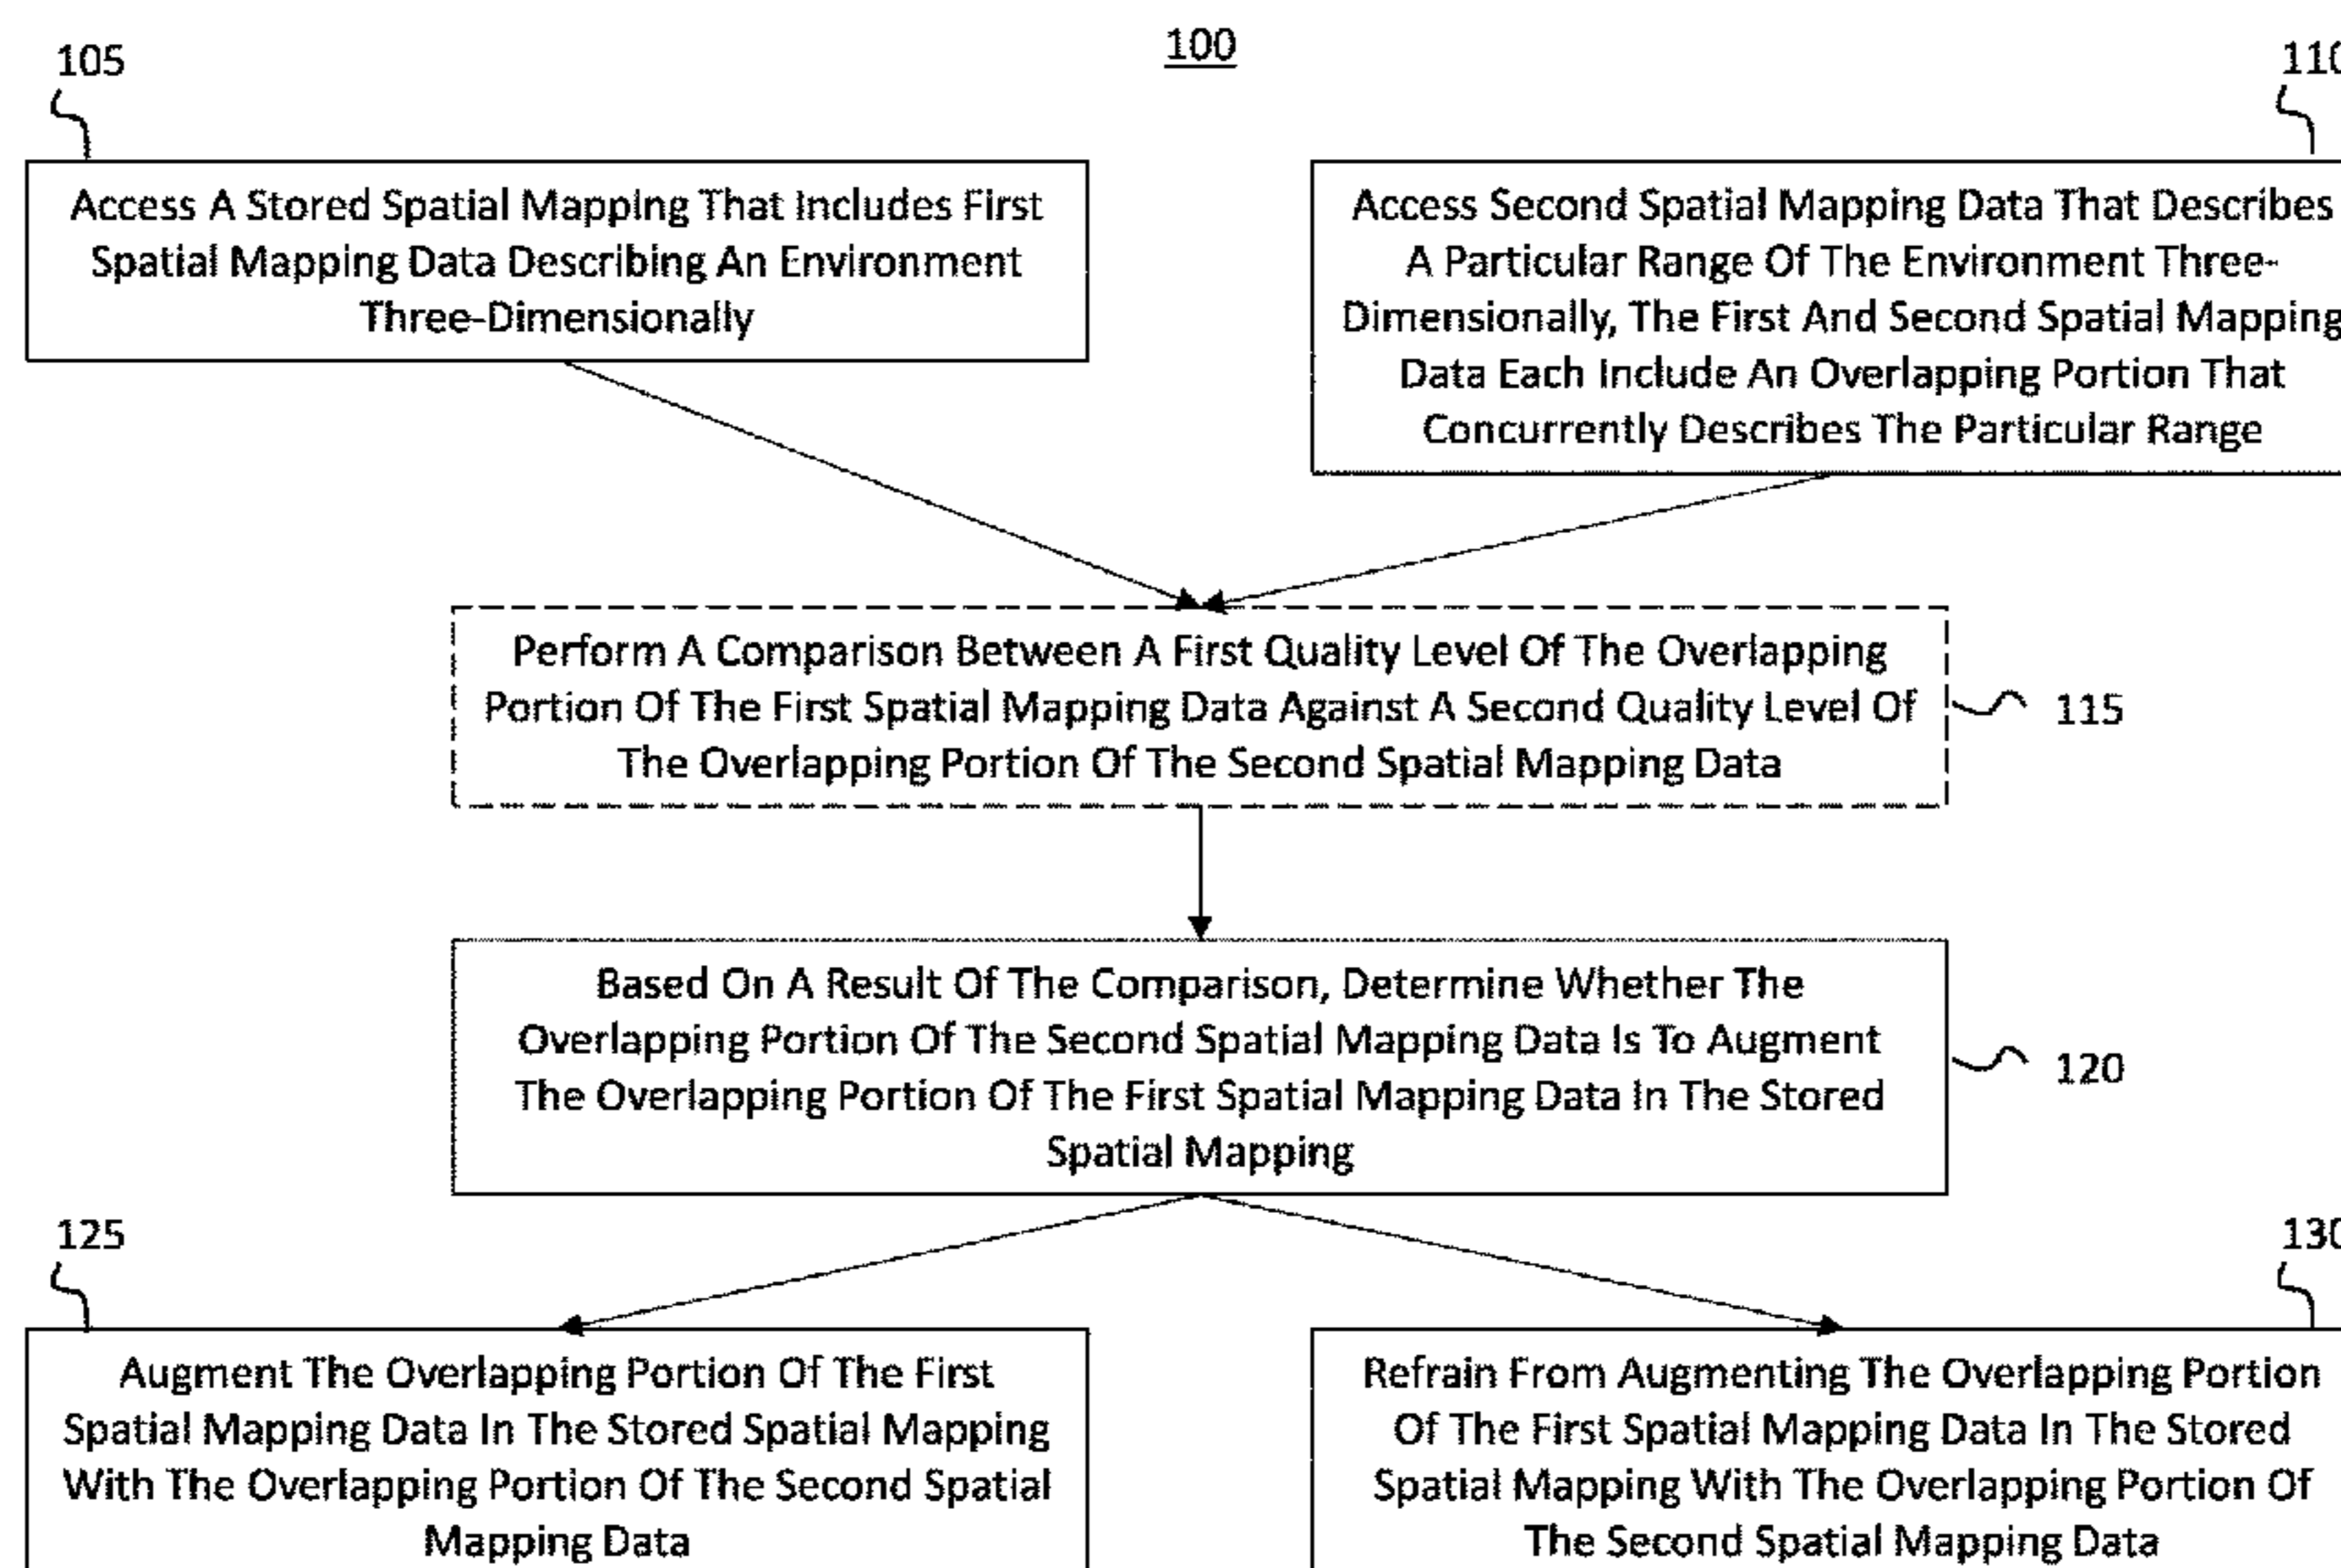 100
105
Access A Stored Spatial Mapping That Includes First
Spatial Mapping Data Describing An Environment
Three-Dimensionally
110
Access Second Spatial Mapping Data That Describes
A Particular Range Of The Environment Three-
Dimensionally, The First And Second Spatial Mapping
Data Each Include An Overlapping Portion That
Concurrently Describes The Particular Range
Perform A Comparison Between A First Quality Level Of The Overlapping
Portion Of The First Spatial Mapping Data Against A Second Quality Level Of
The Overlapping Portion Of The Second Spatial Mapping Data
115
Based On A Result Of The Comparison, Determine Whether The
Overlapping Portion Of The Second Spatial Mapping Data Is To Augment
The Overlapping Portion Of The First Spatial Mapping Data In The Stored
Spatial Mapping
120
125
Augment The Overlapping Portion Of The First
Spatial Mapping Data In The Stored Spatial Mapping
With The Overlapping Portion Of The Second Spatial
Mapping Data
130
Refrain From Augmenting The Overlapping Portion
Of The First Spatial Mapping Data In The Stored
Spatial Mapping With The Overlapping Portion Of
The Second Spatial Mapping Data